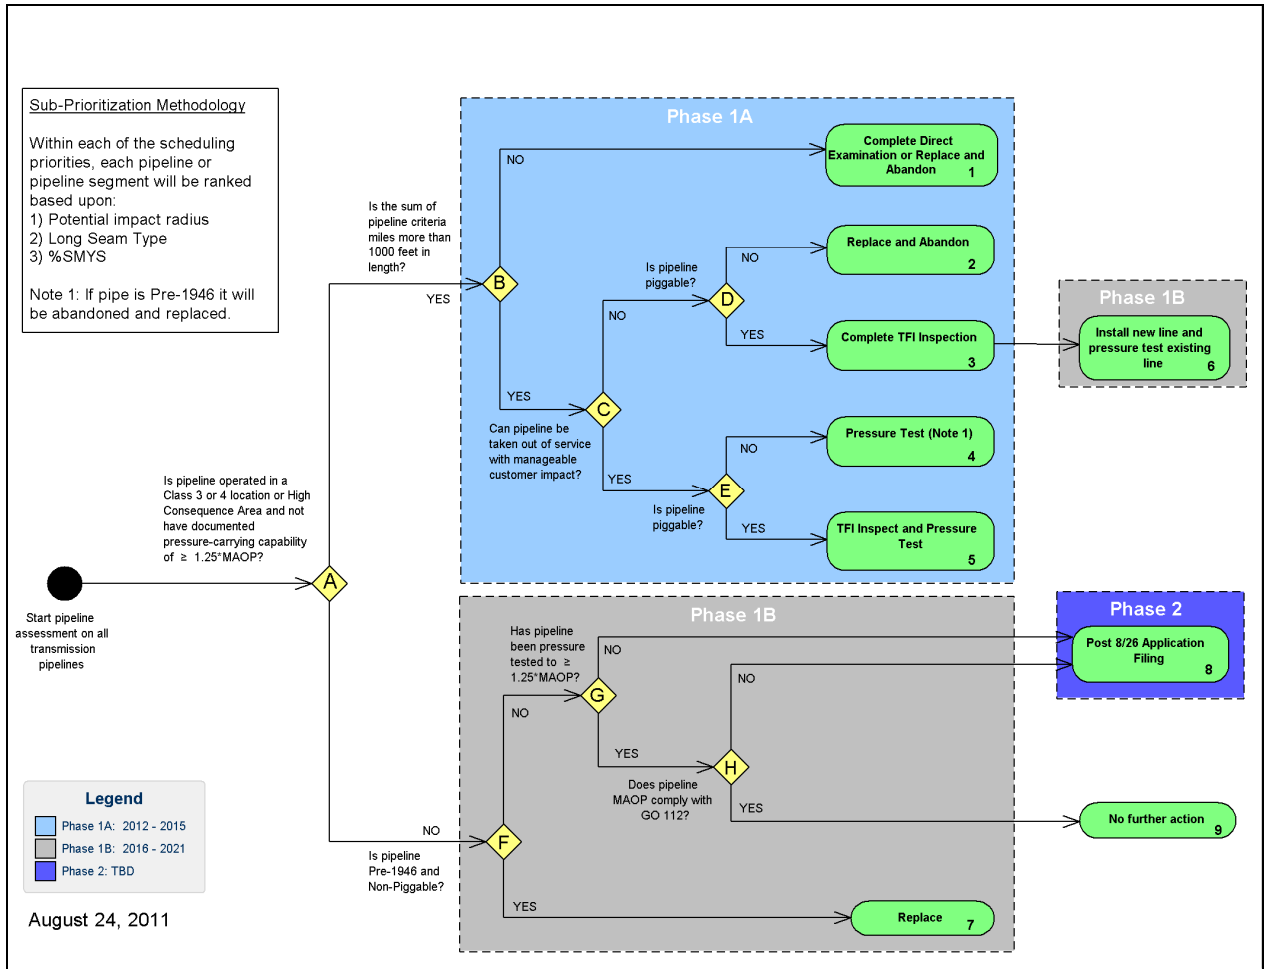 Sub-Prioritization Methodology
Within each of the scheduling
priorities, each pipeline or
pipeline segment will be ranked
based upon:
1) Potential impact radius
2) Long Seam Type
3) %SMYS
Note 1: If pipe is Pre-1946 it will
be abandoned and replaced.
Phase 1A
NO
Complete Direct
Examination or Replace and
Abandon
1
Is the sum of
pipeline criteria
miles more than
1000 feet in
length?
B
YES
Is pipeline
piggable?
NO
D
Replace and Abandon
2
NO
YES
Complete TFI Inspection
3
Phase 1B
Install new line and
pressure test existing
line
6
YES
C
Can pipeline be
taken out of service
with manageable
customer impact?
YES
NO
E
Is pipeline
piggable?
Pressure Test (Note 1)
4
YES
TFI Inspect and Pressure
Test
5
Is pipeline operated in a
Class 3 or 4 location or High
Consequence Area and not
have documented
pressure-carrying capability
of ≥ 1.25*MAOP?
A
Start pipeline
assessment on all
transmission
pipelines
Phase 1B
Has pipeline
been pressure
tested to ≥
1.25*MAOP?
NO
G
NO
YES
NO
H
Does pipeline
MAOP comply with
GO 112?
YES
Phase 2
Post 8/26 Application
Filing
8
No further action
9
NO
F
Is pipeline
Pre-1946 and
Non-Piggable?
YES
Replace
7
Legend
Phase 1A: 2012 - 2015
Phase 1B: 2016 - 2021
Phase 2: TBD
August 24, 2011